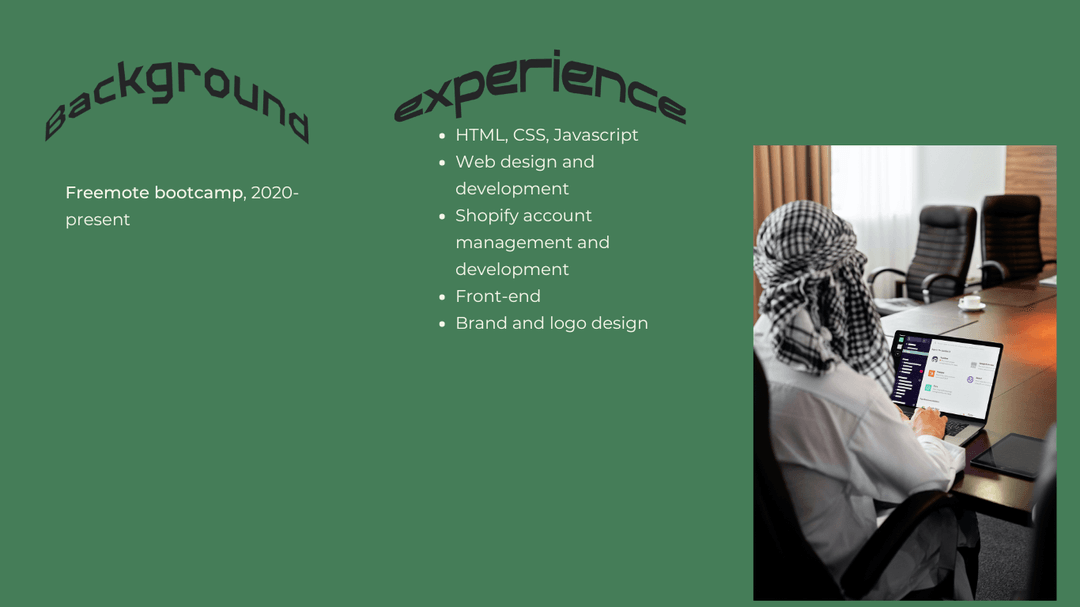 Background
Freemote bootcamp, 2020-
present
experience
HTML, CSS, Javascript
Web design and
development
Shopify account
management and
development
Front-end
Brand and logo design